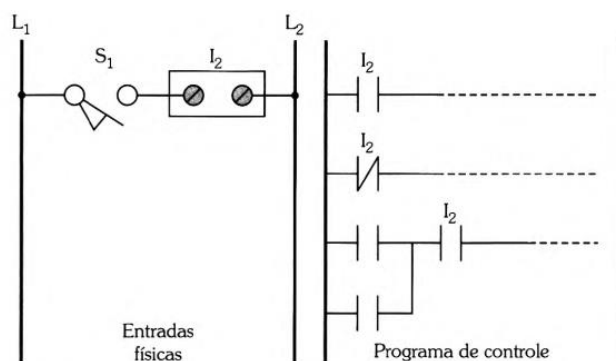 L1
S1
I2
L2
I2
I2
I2
Entradas
físicas
Programa de controle